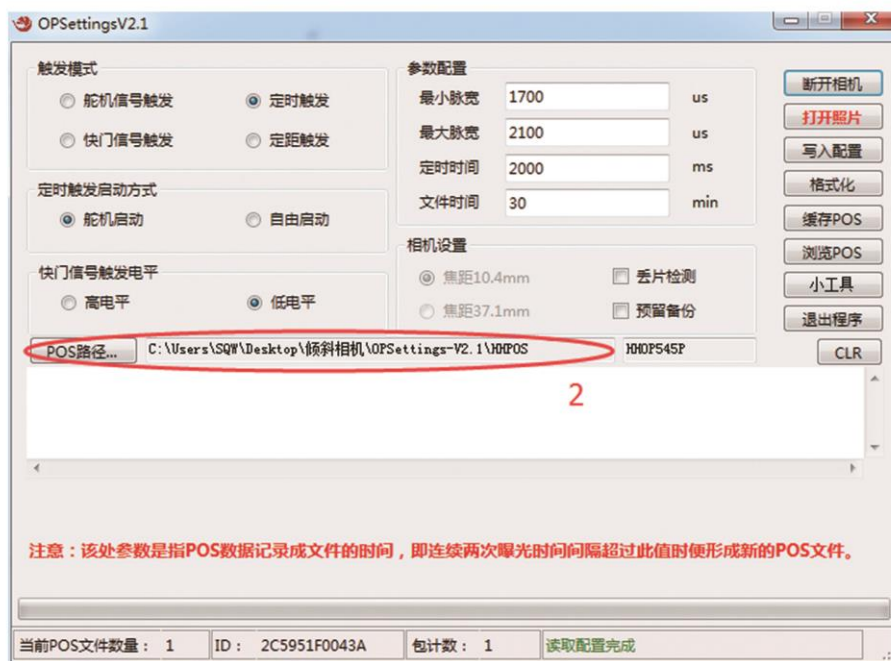 OPSettingsV2.1
触发模式
舵机信号触发 定时触发
快门信号触发 定距触发
定时触发启动方式
舵机启动 自由启动
快门信号触发电平
高电平 低电平
参数配置
最小脉宽 1700 us
最大脉宽 2100 us
定时时间 2000 ms
文件时间 30 min
相机设置
焦距10.4mm 丢片检测
焦距37.1mm 预留备份
断开相机
打开照片
写入配置
格式化
缓存POS
浏览POS
小工具
退出程序
POS路径... C:\Users\SQW\Desktop\倾斜相机\OPSettings-V2.1\HHPOS HHOP545P CLR
2
注意：该处参数是指POS数据记录成文件的时间，即连续两次曝光时间间隔超过此值时便形成新的POS文件。
当前POS文件数量： 1 ID： 2C5951F0043A 包计数： 1 读取配置完成